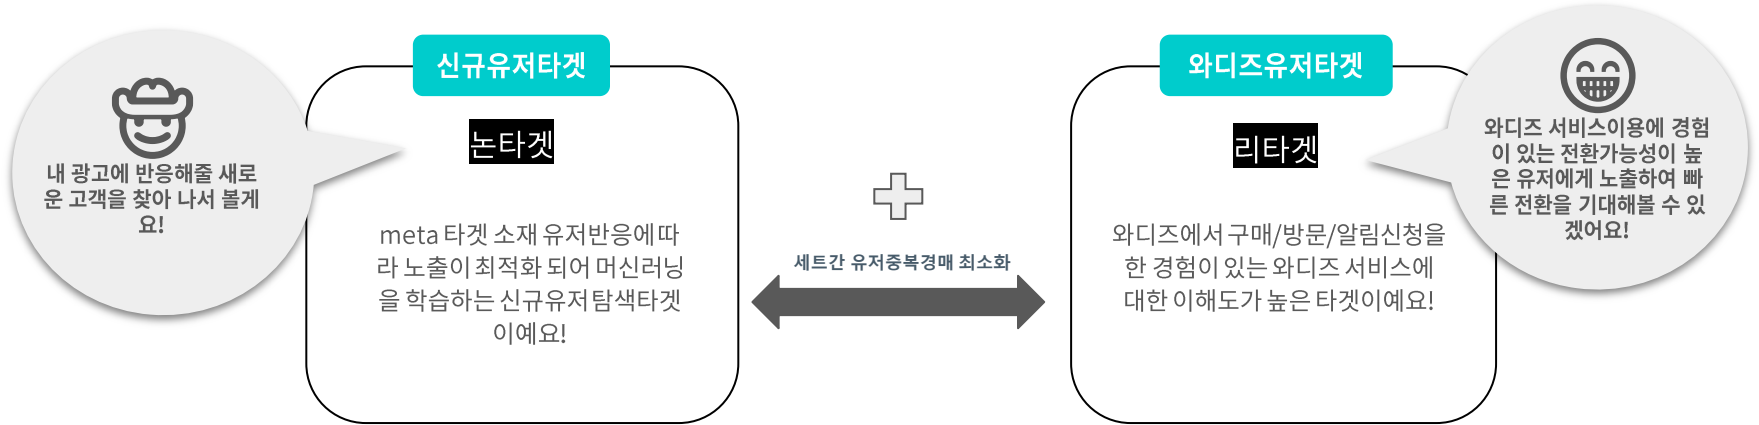 신규유저타겟
논타겟
내 광고에 반응해줄 새로
운 고객을 찾아 나서 볼게
요!
meta 타겟 소재 유저반응에따
라 노출이 최적화 되어 머신러닝
을 학습하는 신규유저 탐색타겟
이예요!
세트간 유저중복경매 최소화
와디즈유저타겟
리타겟
와디즈에서 구매/방문/알림신청을
한 경험이 있는 와디즈 서비스에
대한 이해도가 높은 타겟이예요!
와디즈 서비스이용에 경험
이 있는 전환가능성이 높
은 유저에게 노출하여 빠
른 전환을 기대해볼 수 있
겠어요!